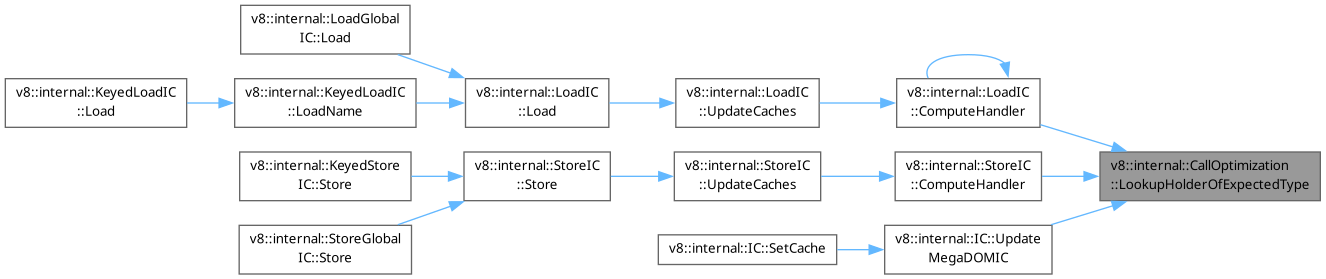 v8::internal::LoadGlobal
IC::Load
v8::internal::KeyedLoadIC
::Load
v8::internal::KeyedLoadIC
::LoadName
v8::internal::LoadIC
::Load
v8::internal::LoadIC
::UpdateCaches
v8::internal::LoadIC
::ComputeHandler
v8::internal::KeyedStore
IC::Store
v8::internal::StoreIC
::Store
v8::internal::StoreIC
::UpdateCaches
v8::internal::StoreIC
::ComputeHandler
v8::internal::CallOptimization
::LookupHolderOfExpectedType
v8::internal::StoreGlobal
IC::Store
v8::internal::IC::SetCache
v8::internal::IC::Update
MegaDOMIC